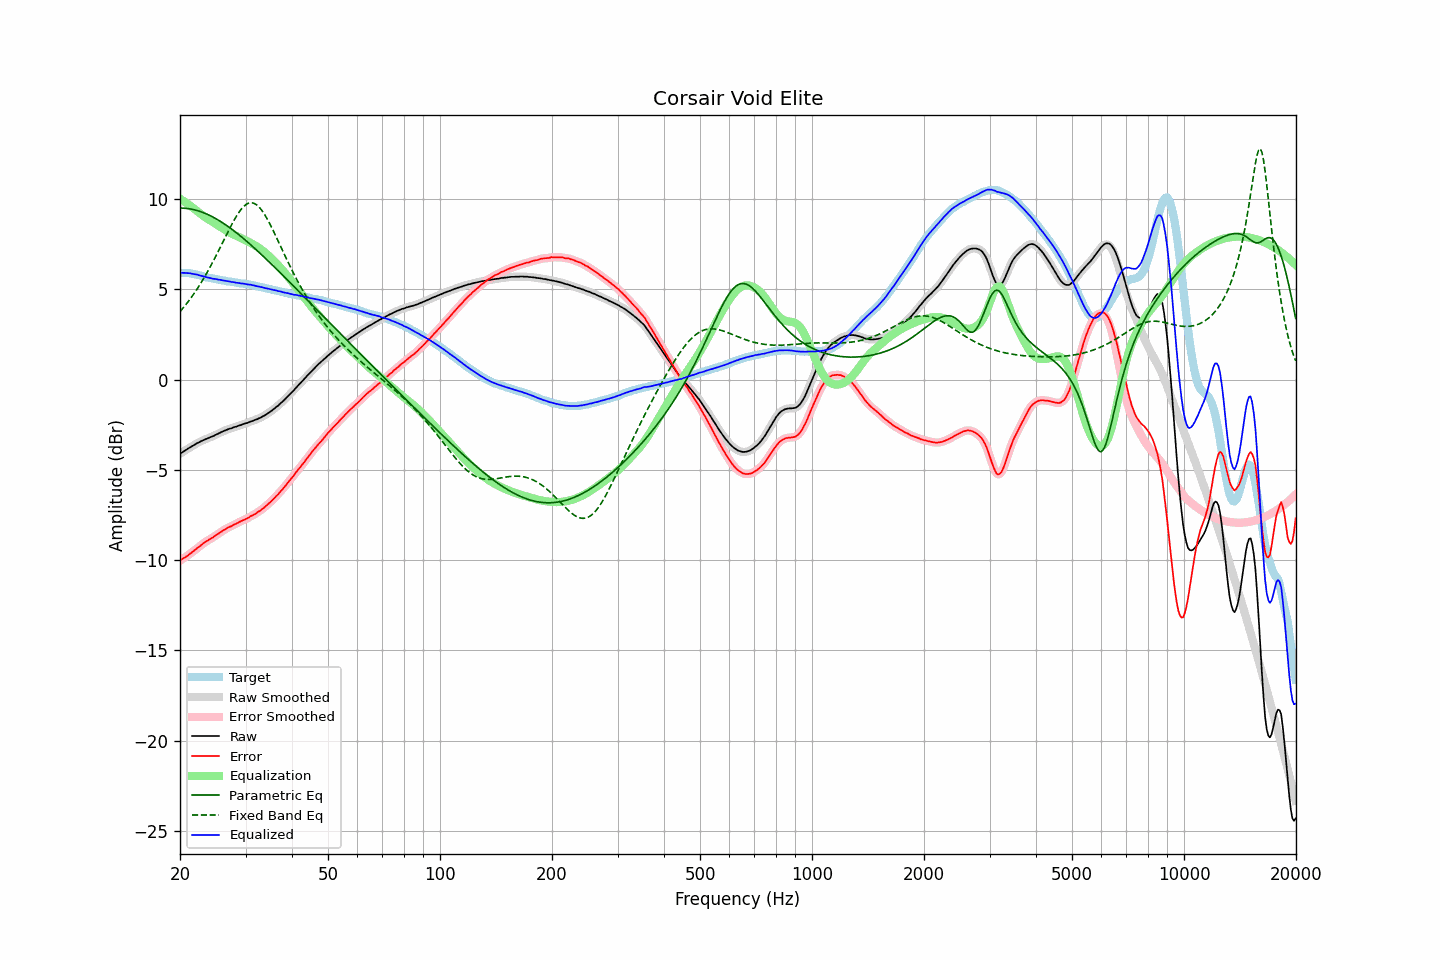 Corsair Void Elite
Amplitude (dBr)
10
5
0
−5
−10
−15
−20
−25
Target
Raw Smoothed
Error Smoothed
Raw
Error
Equalization
Parametric Eq
Fixed Band Eq
Equalized
20 50 100 200 500 1000 2000 5000 10000 20000
Frequency (Hz)